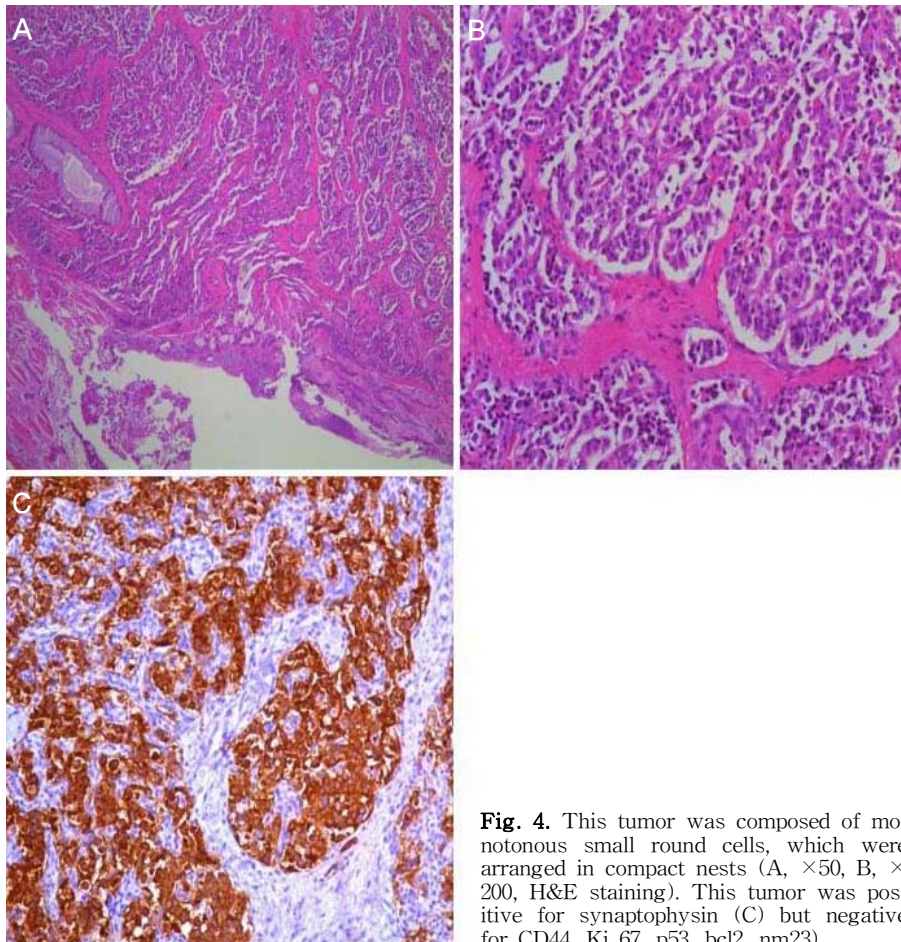 A
B
C
Fig. 4. This tumor was composed of mo-
notonous small round cells, which were
arranged in compact nests (A, ×50, B, ×
200, H&E staining). This tumor was pos-
itive for synaptophysin (C) but negative
for CD44, Ki 67, p53, bcl2, nm23).